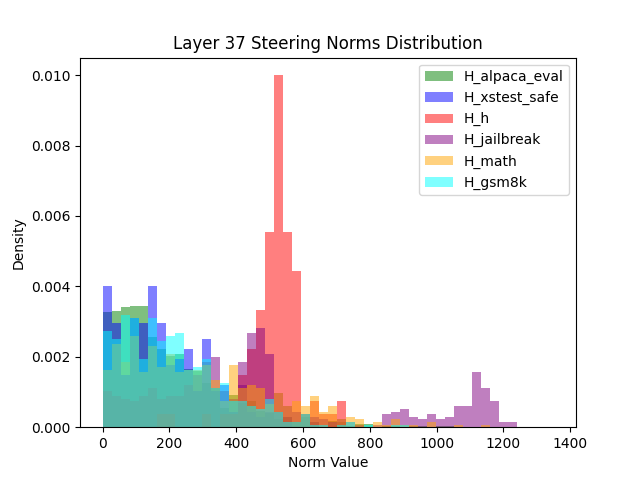 Layer 37 Steering Norms Distribution
0.010
0.008
0.006
0.004
0.002
0.000
Density
H_alpaca_eval
H_xstest_safe
H_h
H_jailbreak
H_math
H_gsm8k
0
200
400
600
800
1000
1200
1400
Norm Value